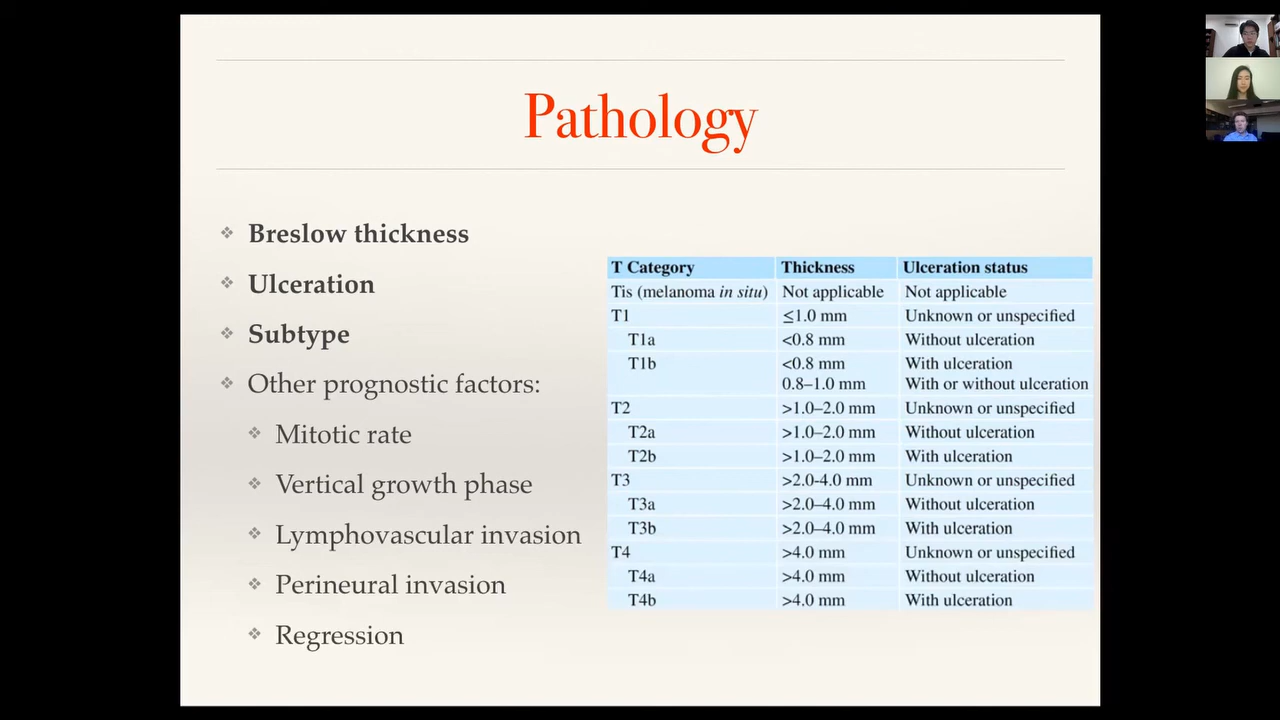 Pathology
Breslow thickness
Ulceration
Subtype
Other prognostic factors:
Mitotic rate
Vertical growth phase
Lymphovascular invasion
Perineural invasion
Regression
T Category Thickness Ulceration status
Tis (melanoma in situ) Not applicable Not applicable
T1 ≤1.0 mm Unknown or unspecified
T1a <0.8 mm Without ulceration
T1b <0.8 mm With ulceration
0.8–1.0 mm With or without ulceration
T2 >1.0–2.0 mm Unknown or unspecified
T2a >1.0–2.0 mm Without ulceration
T2b >1.0–2.0 mm With ulceration
T3 >2.0-4.0 mm Unknown or unspecified
T3a >2.0–4.0 mm Without ulceration
T3b >2.0–4.0 mm With ulceration
T4 >4.0 mm Unknown or unspecified
T4a >4.0 mm Without ulceration
T4b >4.0 mm With ulceration